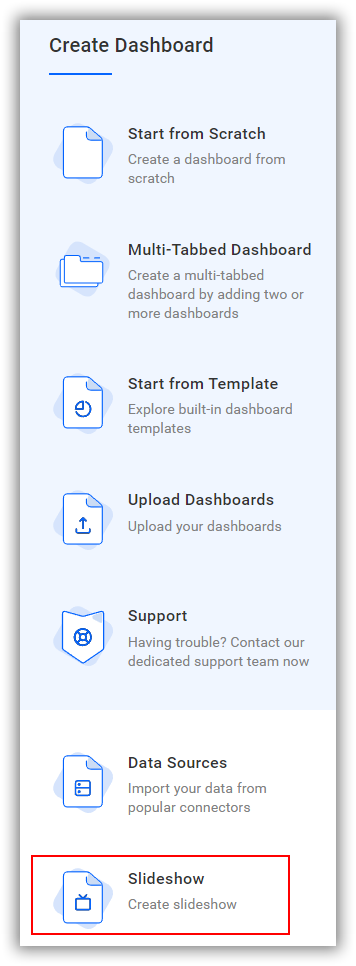 Create Dashboard
Start from Scratch
Create a dashboard from
scratch
Multi-Tabbed Dashboard
Create a multi-tabbed
dashboard by adding two or
more dashboards
Start from Template
Explore built-in dashboard
templates
Upload Dashboards
Upload your dashboards
Support
Having trouble? Contact our
dedicated support team now
Data Sources
Import your data from
popular connectors
Slideshow
Create slideshow